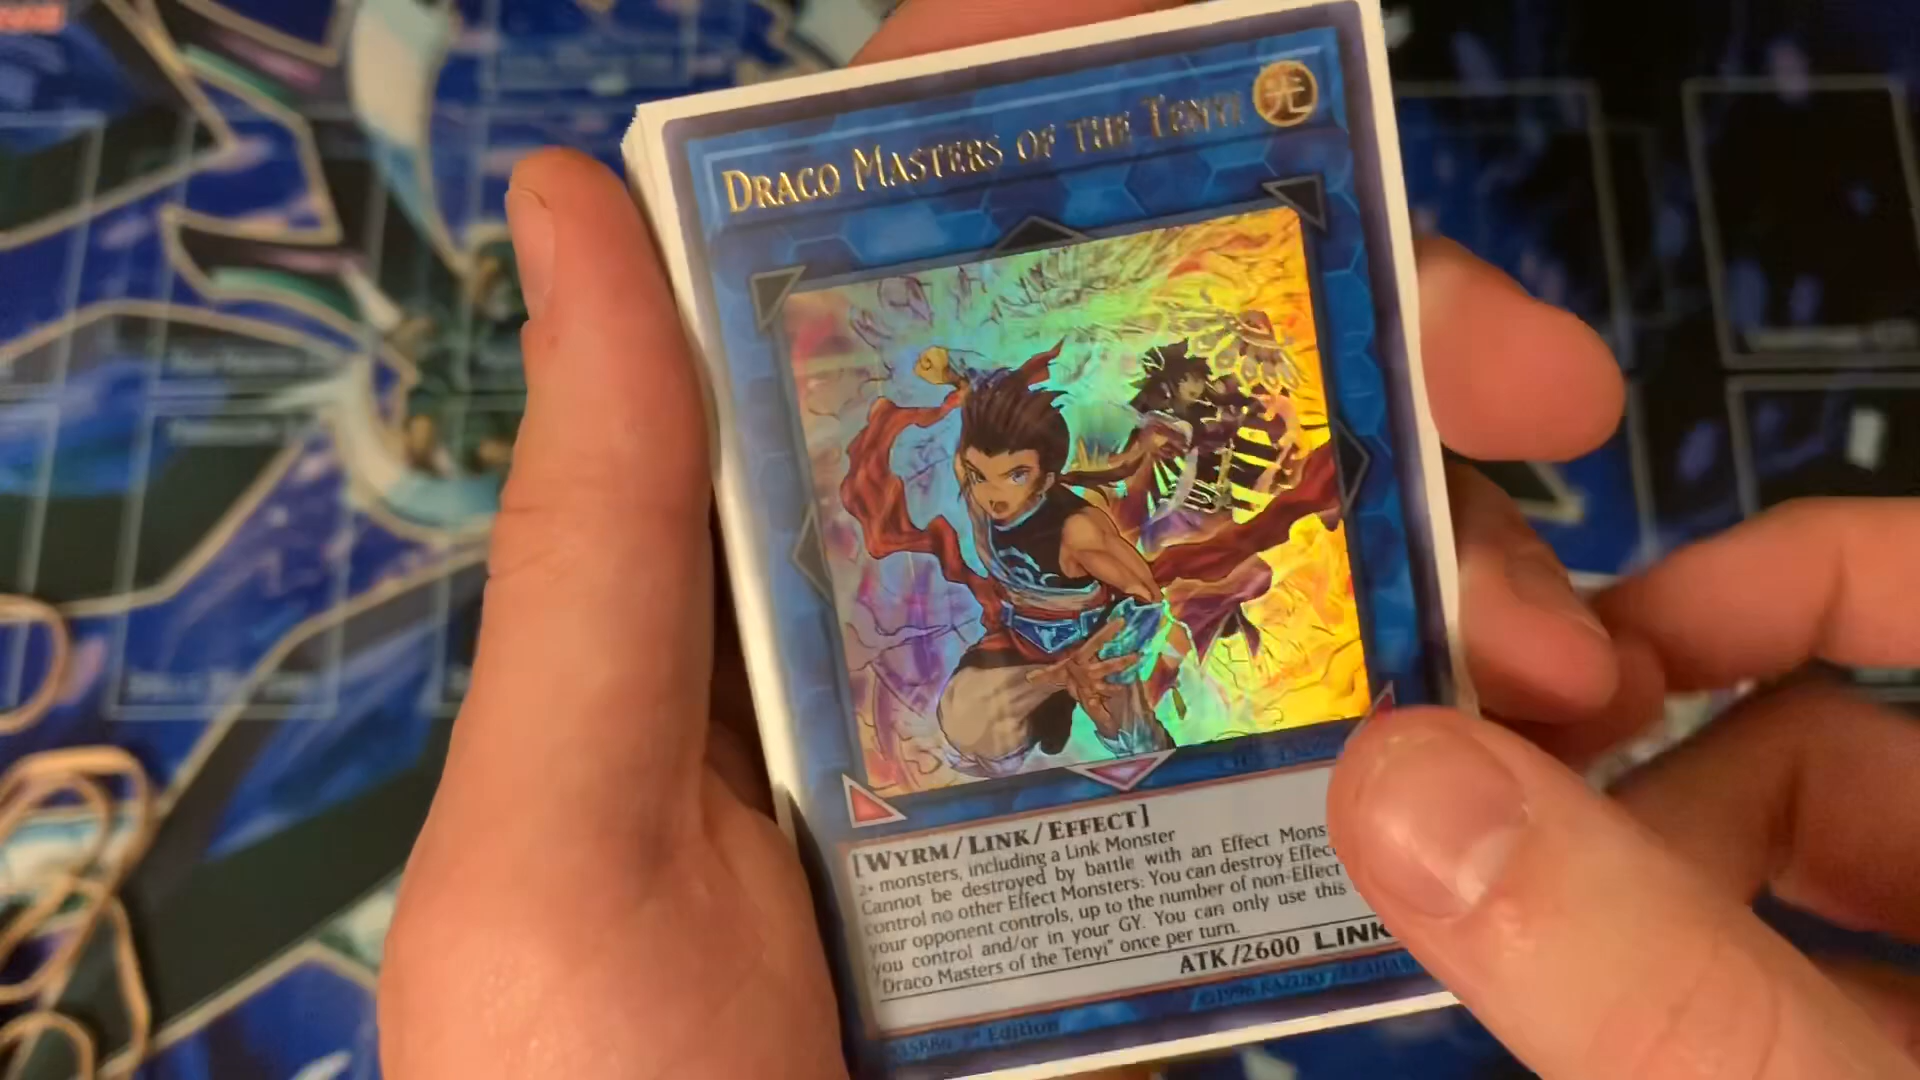 DRACO MASTERS OF THE TENYI
光
[WYRM/LINK/EFFECT]
2+ monsters, including a Link Monster
Cannot be destroyed by battle with an Effect Mons
control no other Effect Monsters: You can destroy Effec
your opponent controls, up to the number of non-Effect
you control and/or in your GY. You can only use this
Draco Masters of the Tenyi" once per turn.
ATK/2600 LINK
1st Edition
©1996 KAZUKI TAKAHAS